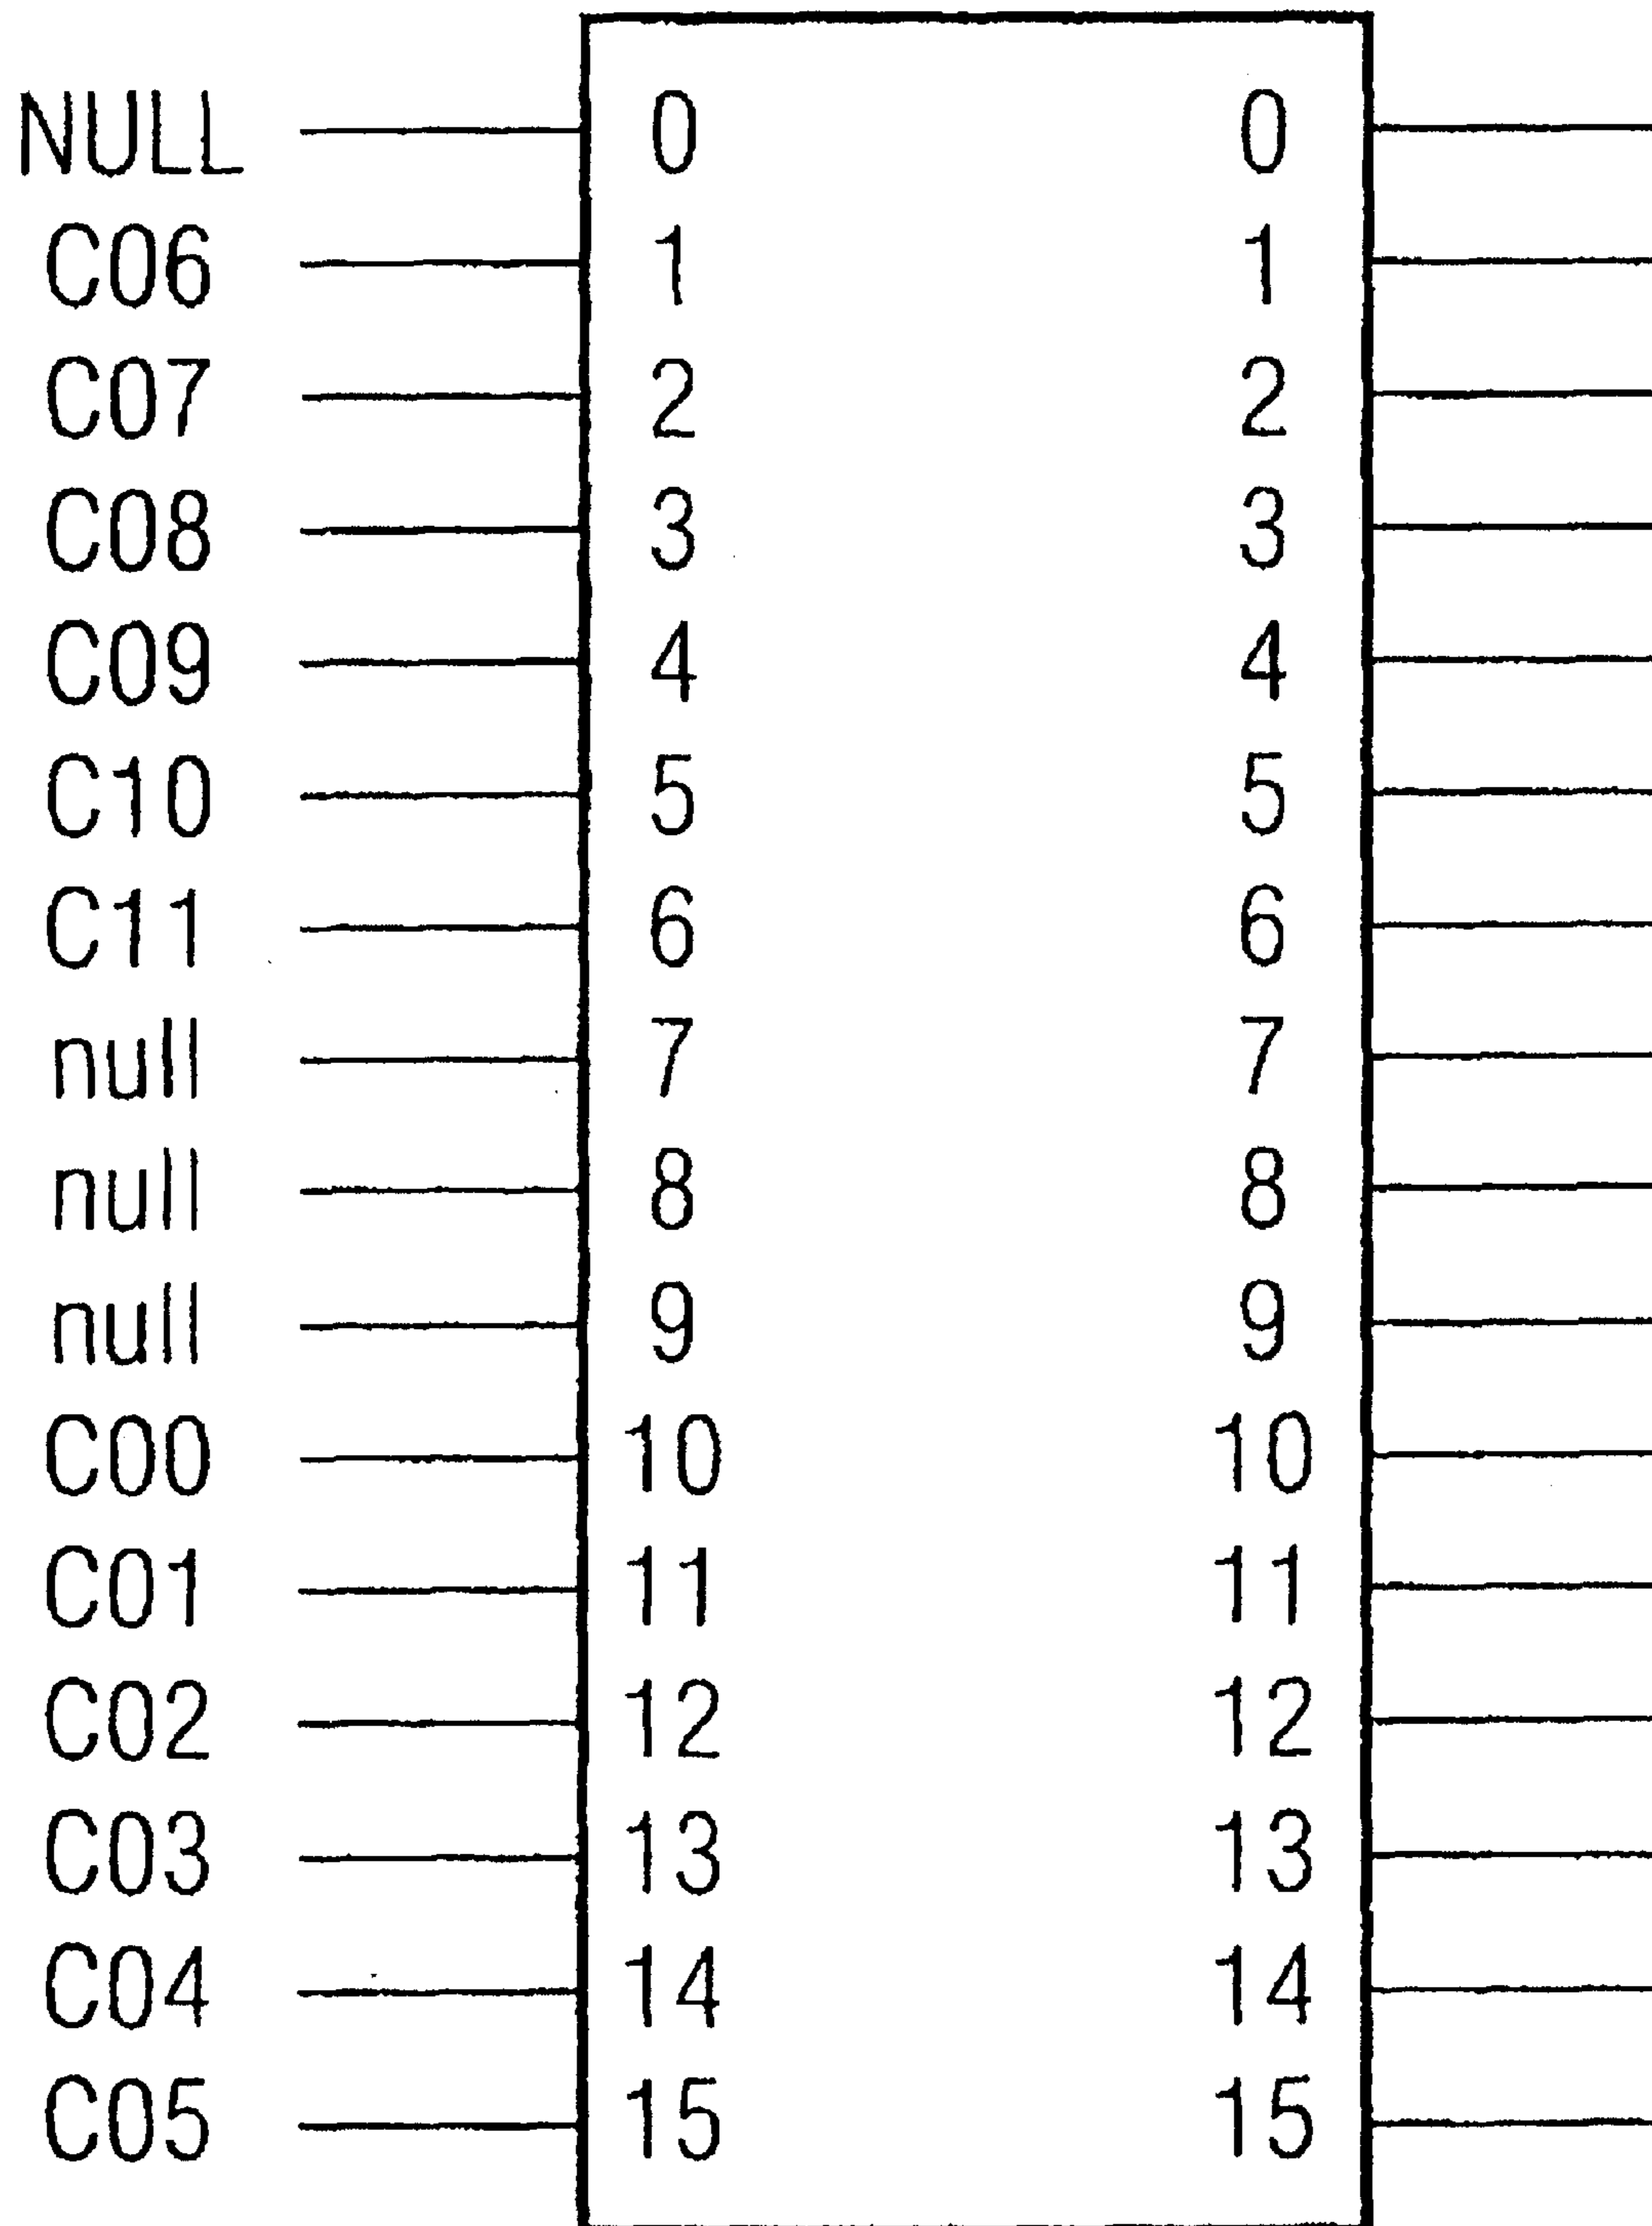 NULL 0 0
C06 1 1
C07 2 2
C08 3 3
C09 4 4
C10 5 5
C11 6 6
null 7 7
null 8 8
null 9 9
C00 10 10
C01 11 11
C02 12 12
C03 13 13
C04 14 14
C05 15 15